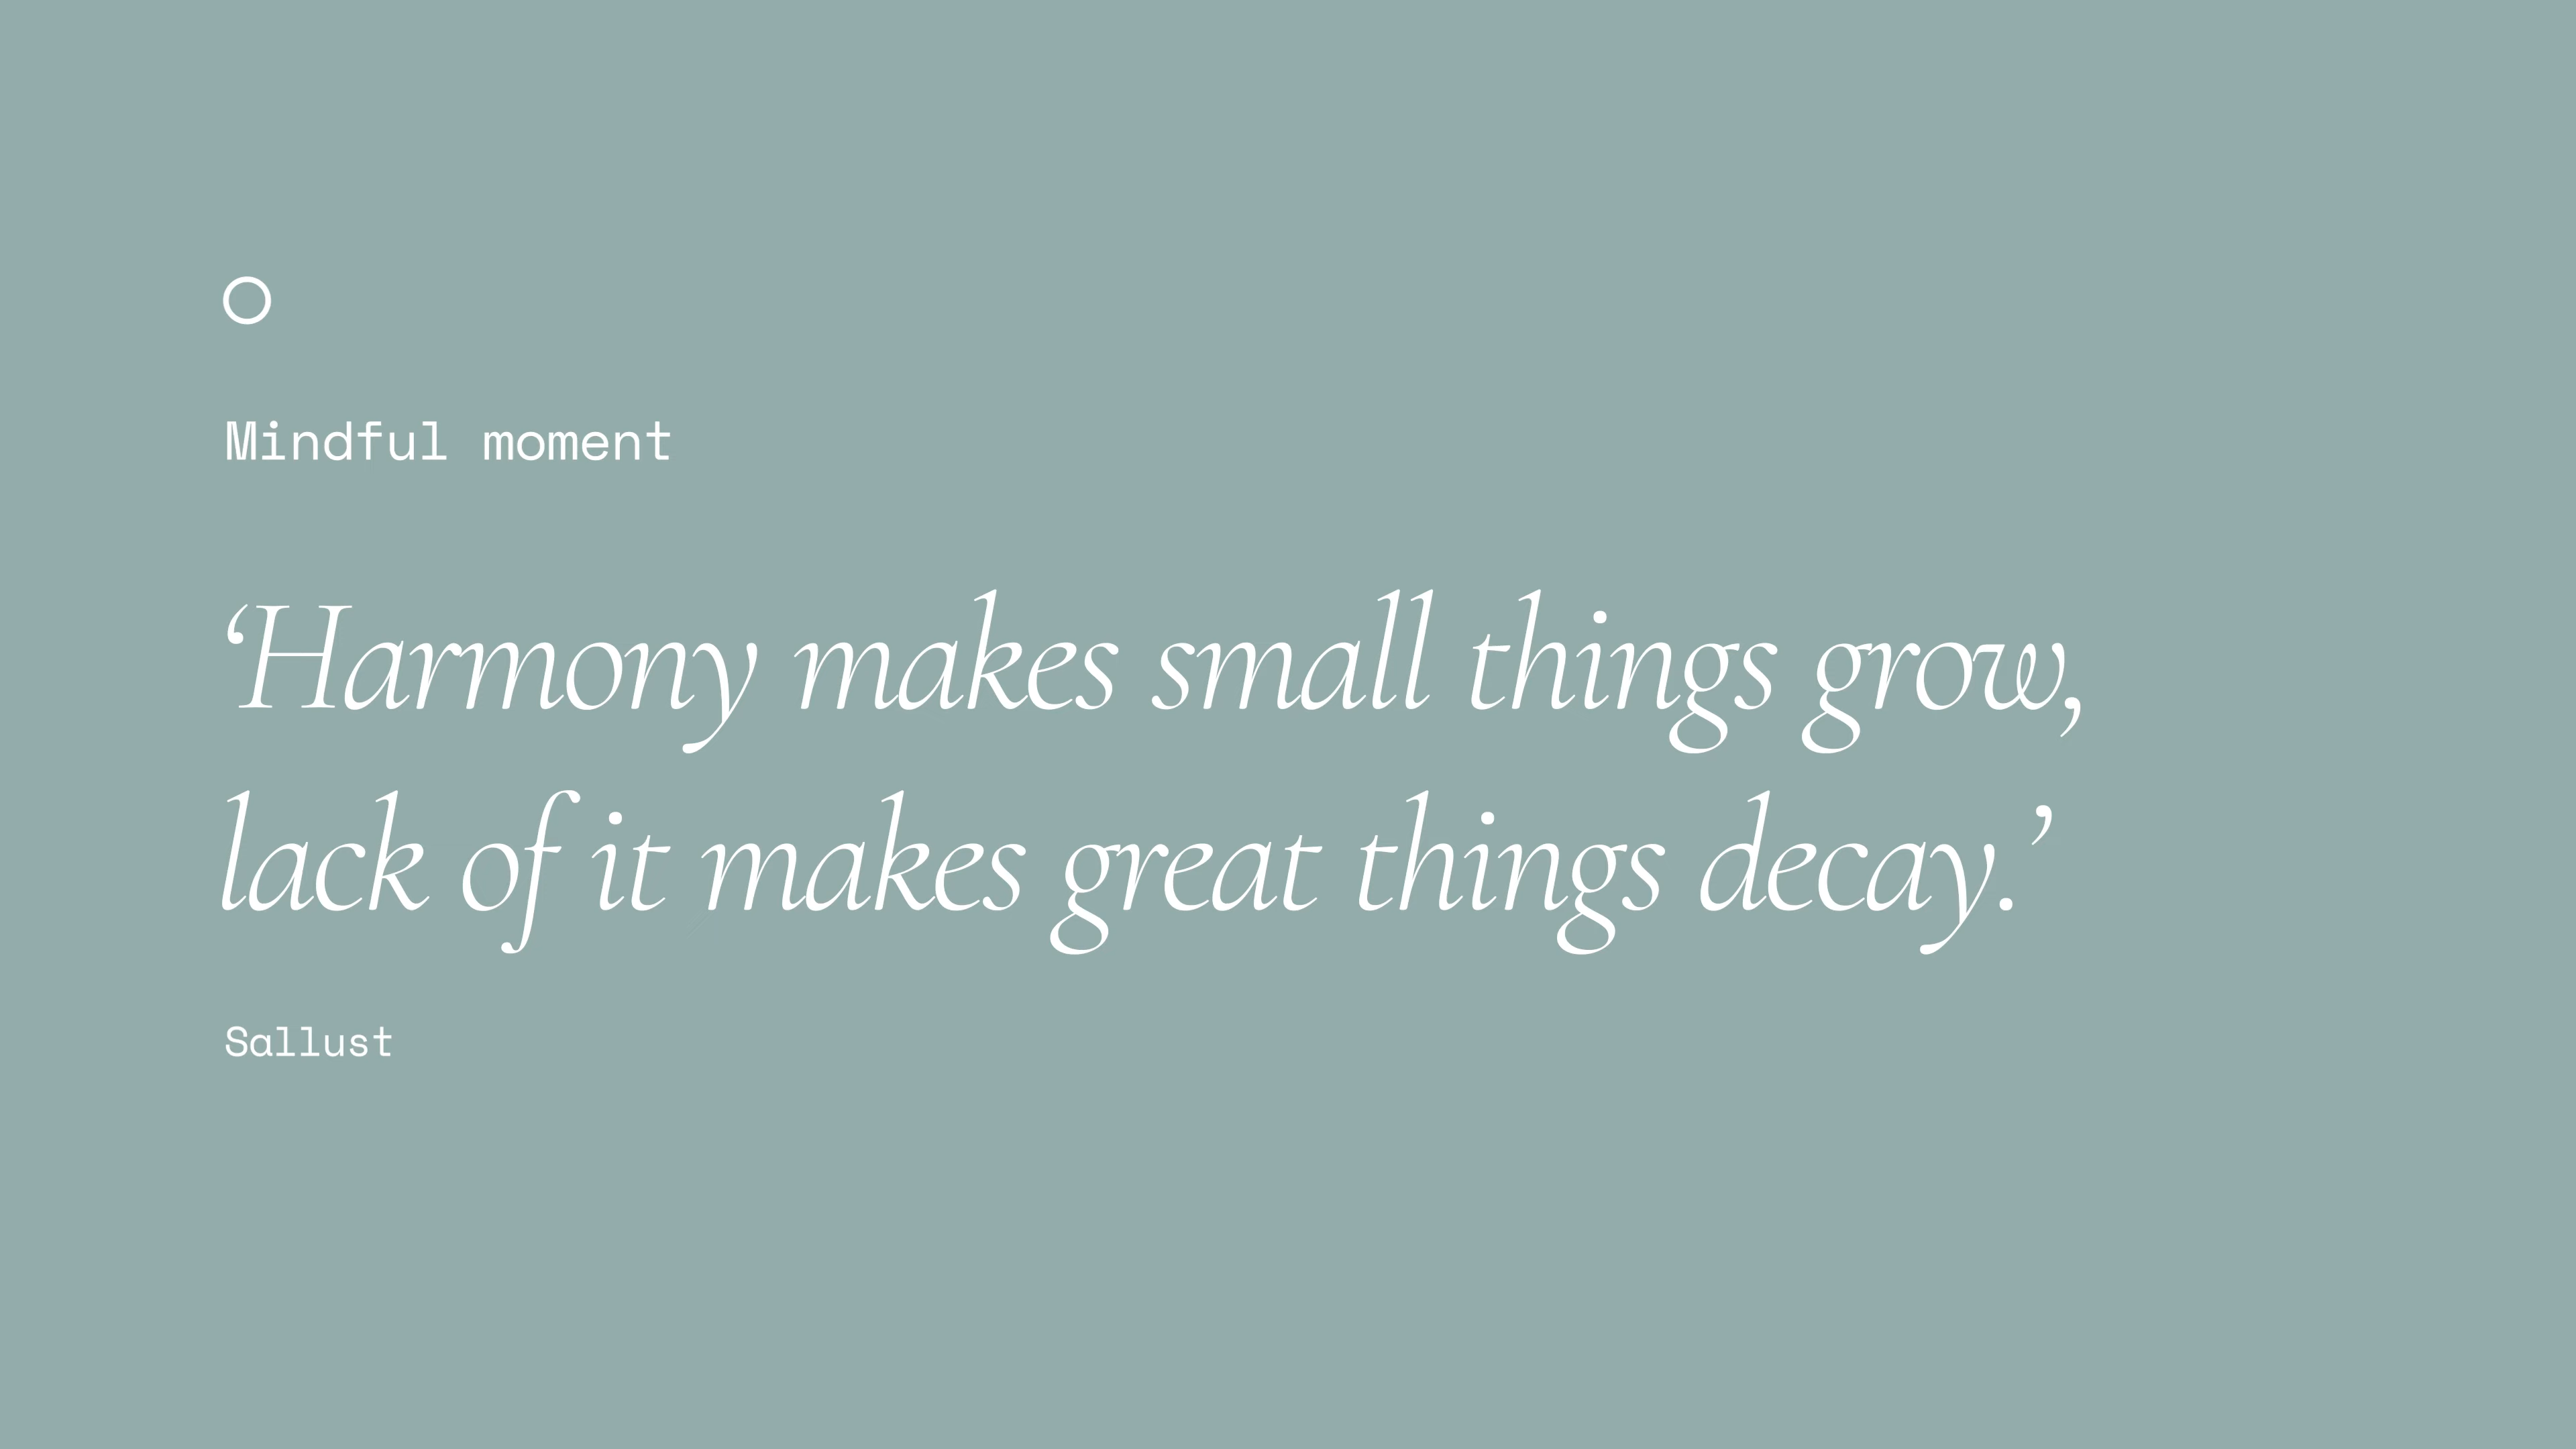 Mindful moment
‘Harmony makes small things grow,
lack of it makes great things decay.’
Sallust